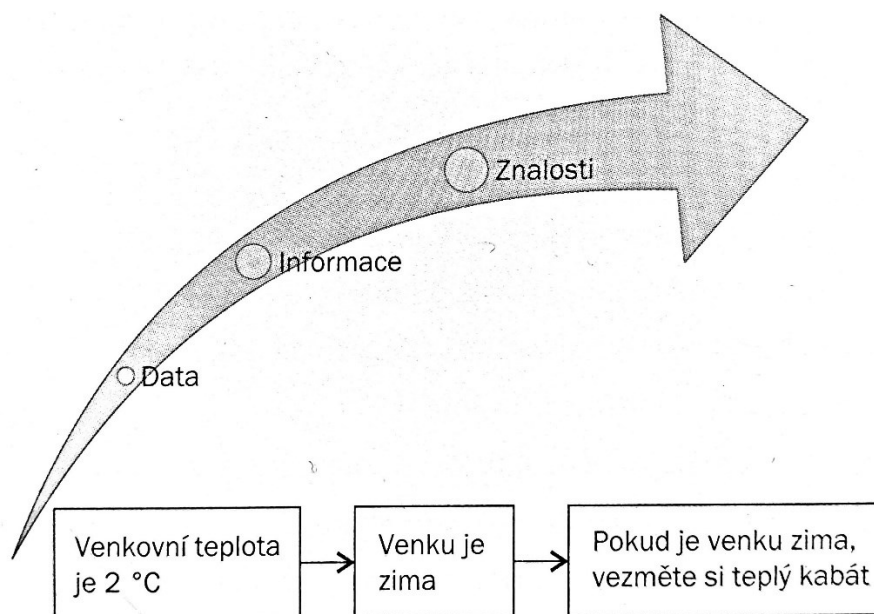 Znalosti
Informace
Data
Venkovní teplota
je 2 °C
Venku je
zima
Pokud je venku zima,
vezměte si teplý kabát